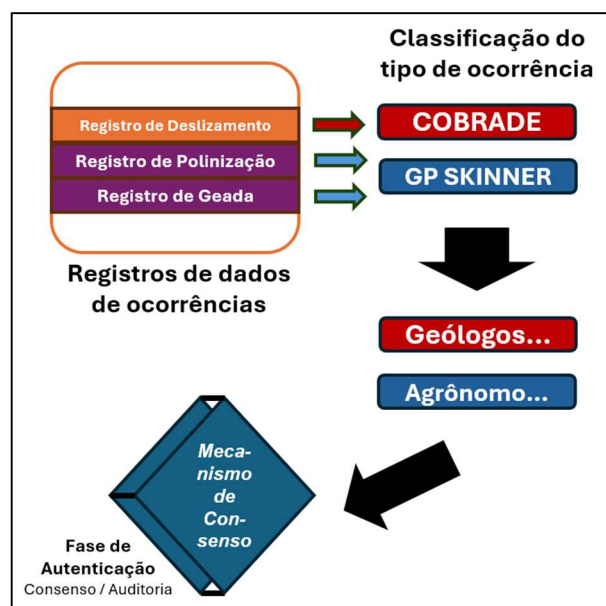 Classificação do
tipo de ocorrência
Registro de Deslizamento
COBRADE
Registro de Polinização
GP SKINNER
Registro de Geada
Registros de dados
de ocorrências
Geólogos...
Agrônomo...
Meca-
nismo
de
Con-
senso
Fase de
Autenticação
Consenso / Auditoria